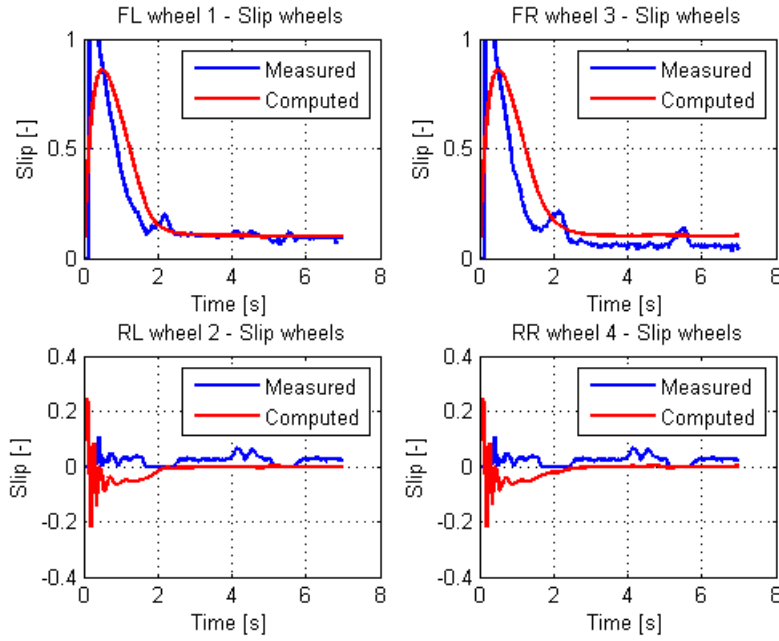 FL wheel 1 - Slip wheels
1
0.5
0
Slip [-]
Measured
Computed
0 2 4 6 8
Time [s]
FR wheel 3 - Slip wheels
1
0.5
0
Slip [-]
Measured
Computed
0 2 4 6 8
Time [s]
RL wheel 2 - Slip wheels
0.4
0.2
0
-0.2
-0.4
Slip [-]
Measured
Computed
0 2 4 6 8
Time [s]
RR wheel 4 - Slip wheels
0.4
0.2
0
-0.2
-0.4
Slip [-]
Measured
Computed
0 2 4 6 8
Time [s]